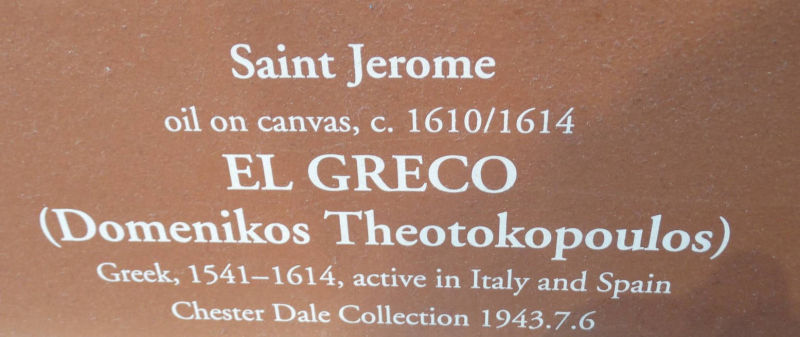 Saint Jerome
oil on canvas, c. 1610/1614
EL GRECO
(Domenikos Theotokopoulos)
Greek, 1541–1614, active in Italy and Spain
Chester Dale Collection 1943.7.6